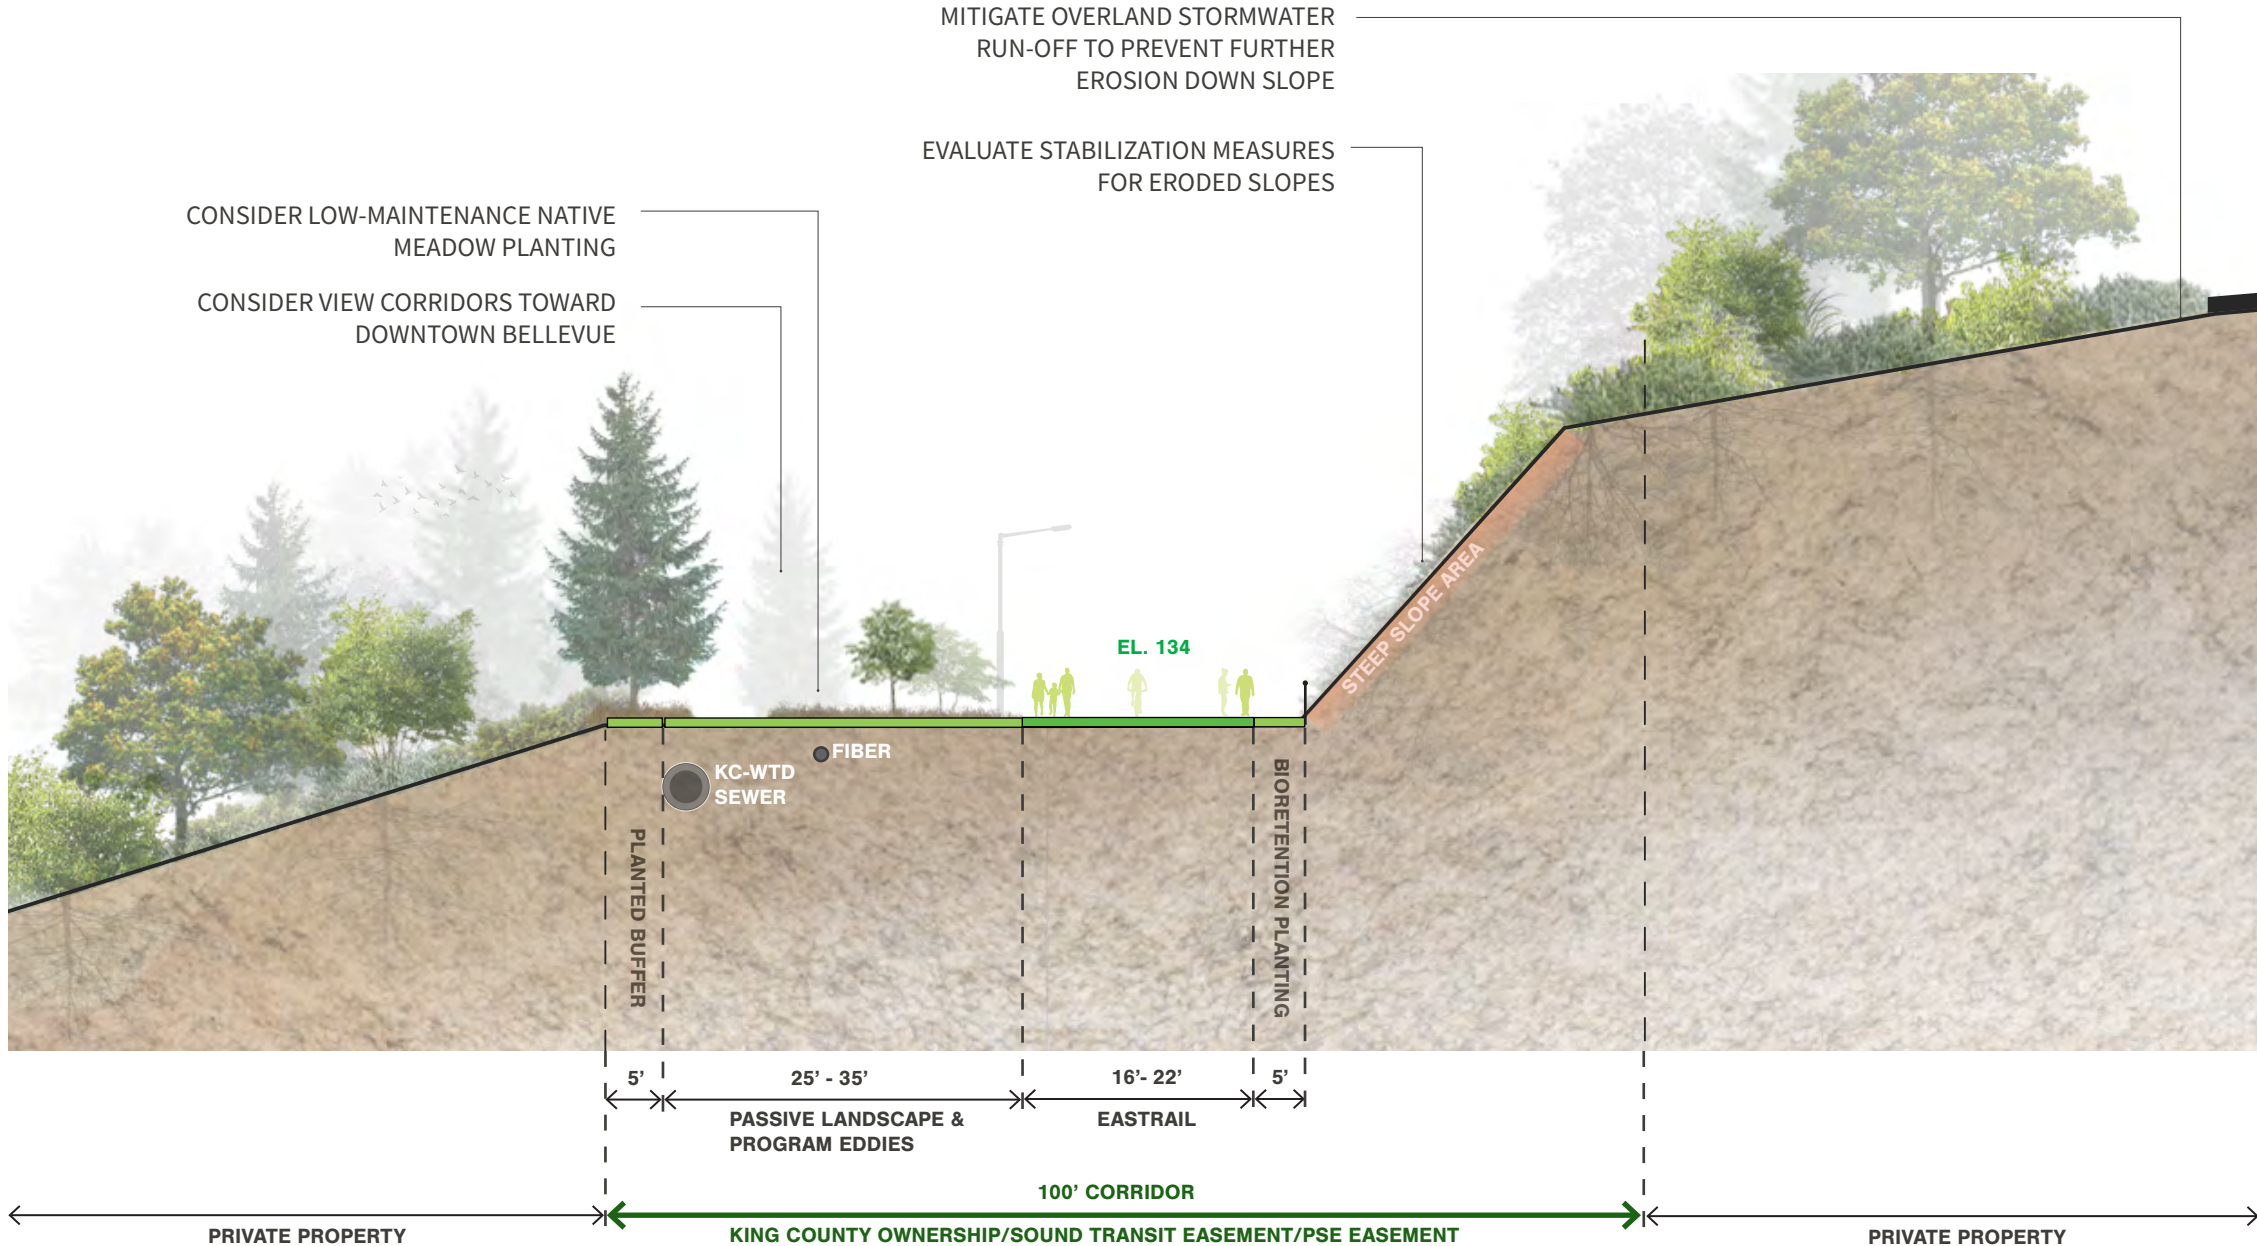 MITIGATE OVERLAND STORMWATER
RUN-OFF TO PREVENT FURTHER
EROSION DOWN SLOPE
EVALUATE STABILIZATION MEASURES
FOR ERODED SLOPES
CONSIDER LOW-MAINTENANCE NATIVE
MEADOW PLANTING
CONSIDER VIEW CORRIDORS TOWARD
DOWNTOWN BELLEVUE
EL. 134
STEEP SLOPE AREA
FIBER
KC-WTD
SEWER
PLANTED BUFFER
BIORETENTION PLANTING
5’
25’ - 35’
16’- 22’
5’
PASSIVE LANDSCAPE &
PROGRAM EDDIES
EASTRAIL
100’ CORRIDOR
PRIVATE PROPERTY
KING COUNTY OWNERSHIP/SOUND TRANSIT EASEMENT/PSE EASEMENT
PRIVATE PROPERTY